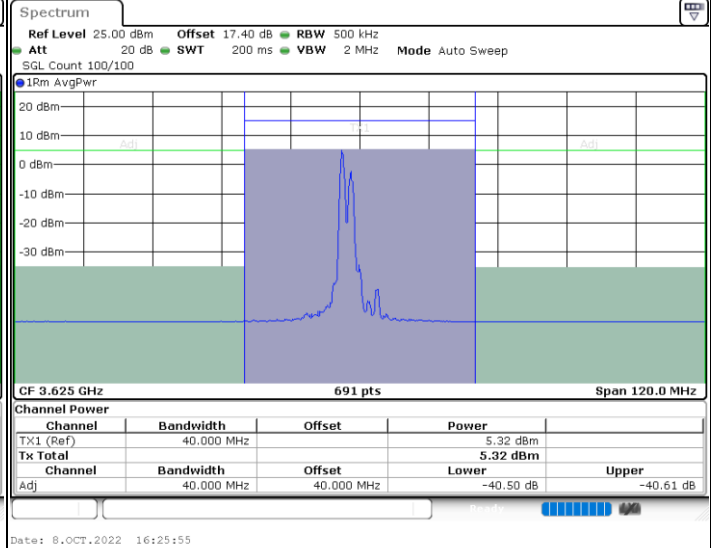 Spectrum
Ref Level 25.00 dBm Offset 17.40 dB RBW 500 kHz
Att 20 dB SWT 200 ms VBW 2 MHz Mode Auto Sweep
SGL Count 100/100
1Rm AvgPwr
20 dBm
TX1
10 dBm
Adj Adj
0 dBm
-10 dBm
-20 dBm
-30 dBm
CF 3.625 GHz 691 pts Span 120.0 MHz
Channel Power
Channel Bandwidth Offset Power
TX1 (Ref) 40.000 MHz 5.32 dBm
Tx Total 5.32 dBm
Channel Bandwidth Offset Lower Upper
Adj 40.000 MHz 40.000 MHz -40.50 dB -40.61 dB
Ready
Date: 8.OCT.2022 16:25:55